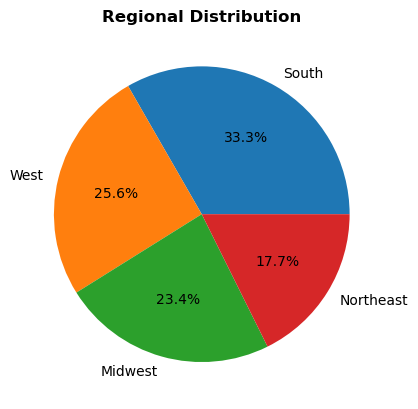 Regional Distribution
South
33.3%
West
25.6%
17.7%
23.4%
Northeast
Midwest